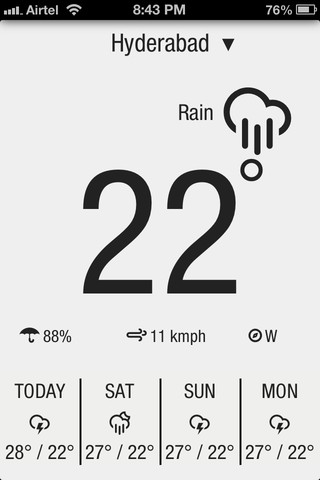 Airtel 8:43 PM 76%
Hyderabad ▼
Rain
22°
88% 11 kmph W
TODAY SAT SUN MON
28° / 22° 27° / 22° 27° / 22° 27° / 22°